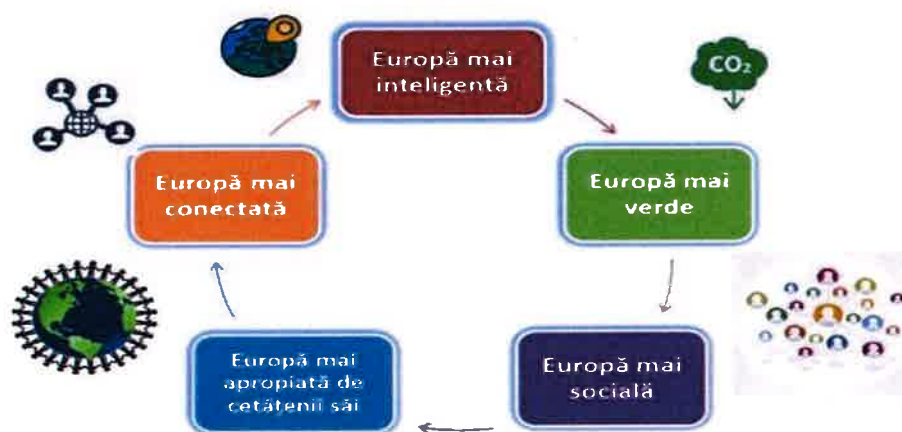 Europă mai
inteligentă
CO₂
Europă mai
conectată
Europă mai
verde
Europă mai
apropiată de
cetățenii săi
Europă mai
socială